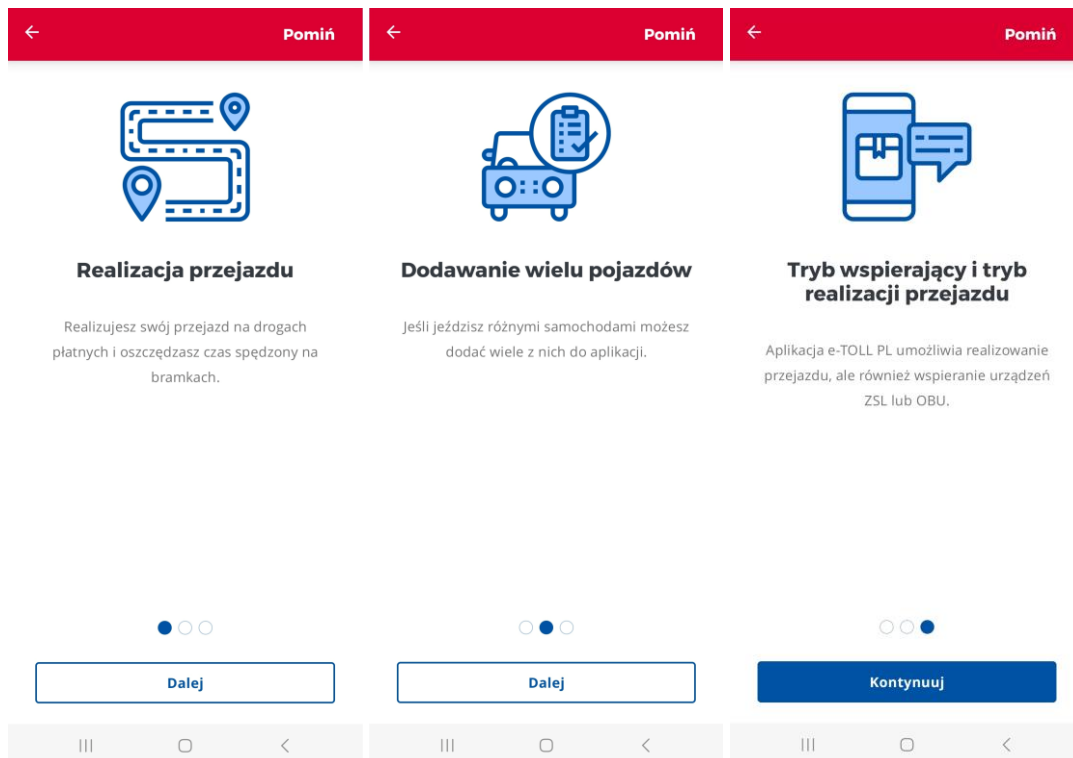 Pomiń
Realizacja przejazdu
Realizujesz swój przejazd na drogach
płatnych i oszczędzasz czas spędzony na
bramkach.
Dalej
Pomiń
Dodawanie wielu pojazdów
Jeśli jeździsz różnymi samochodami możesz
dodać wiele z nich do aplikacji.
Dalej
Pomiń
Tryb wspierający i tryb
realizacji przejazdu
Aplikacja e-TOLL PL umożliwia realizowanie
przejazdu, ale również wspieranie urządzeń
ZSL lub OBU.
Kontynuuj